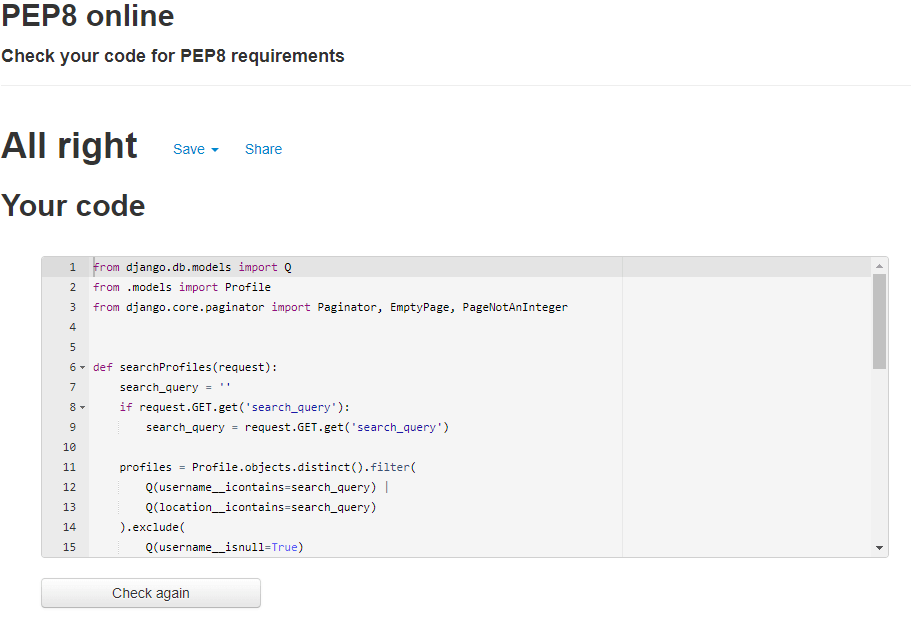 PEP8 online
Check your code for PEP8 requirements
All right Save Share
Your code
1 from django.db.models import Q
2 from .models import Profile
3 from django.core.paginator import Paginator, EmptyPage, PageNotAnInteger
4
5
6 def searchProfiles(request):
7 search_query = ''
8 if request.GET.get('search_query'):
9 search_query = request.GET.get('search_query')
10
11 profiles = Profile.objects.distinct().filter(
12 Q(username__icontains=search_query) |
13 Q(location__icontains=search_query)
14 ).exclude(
15 Q(username__isnull=True)
Check again